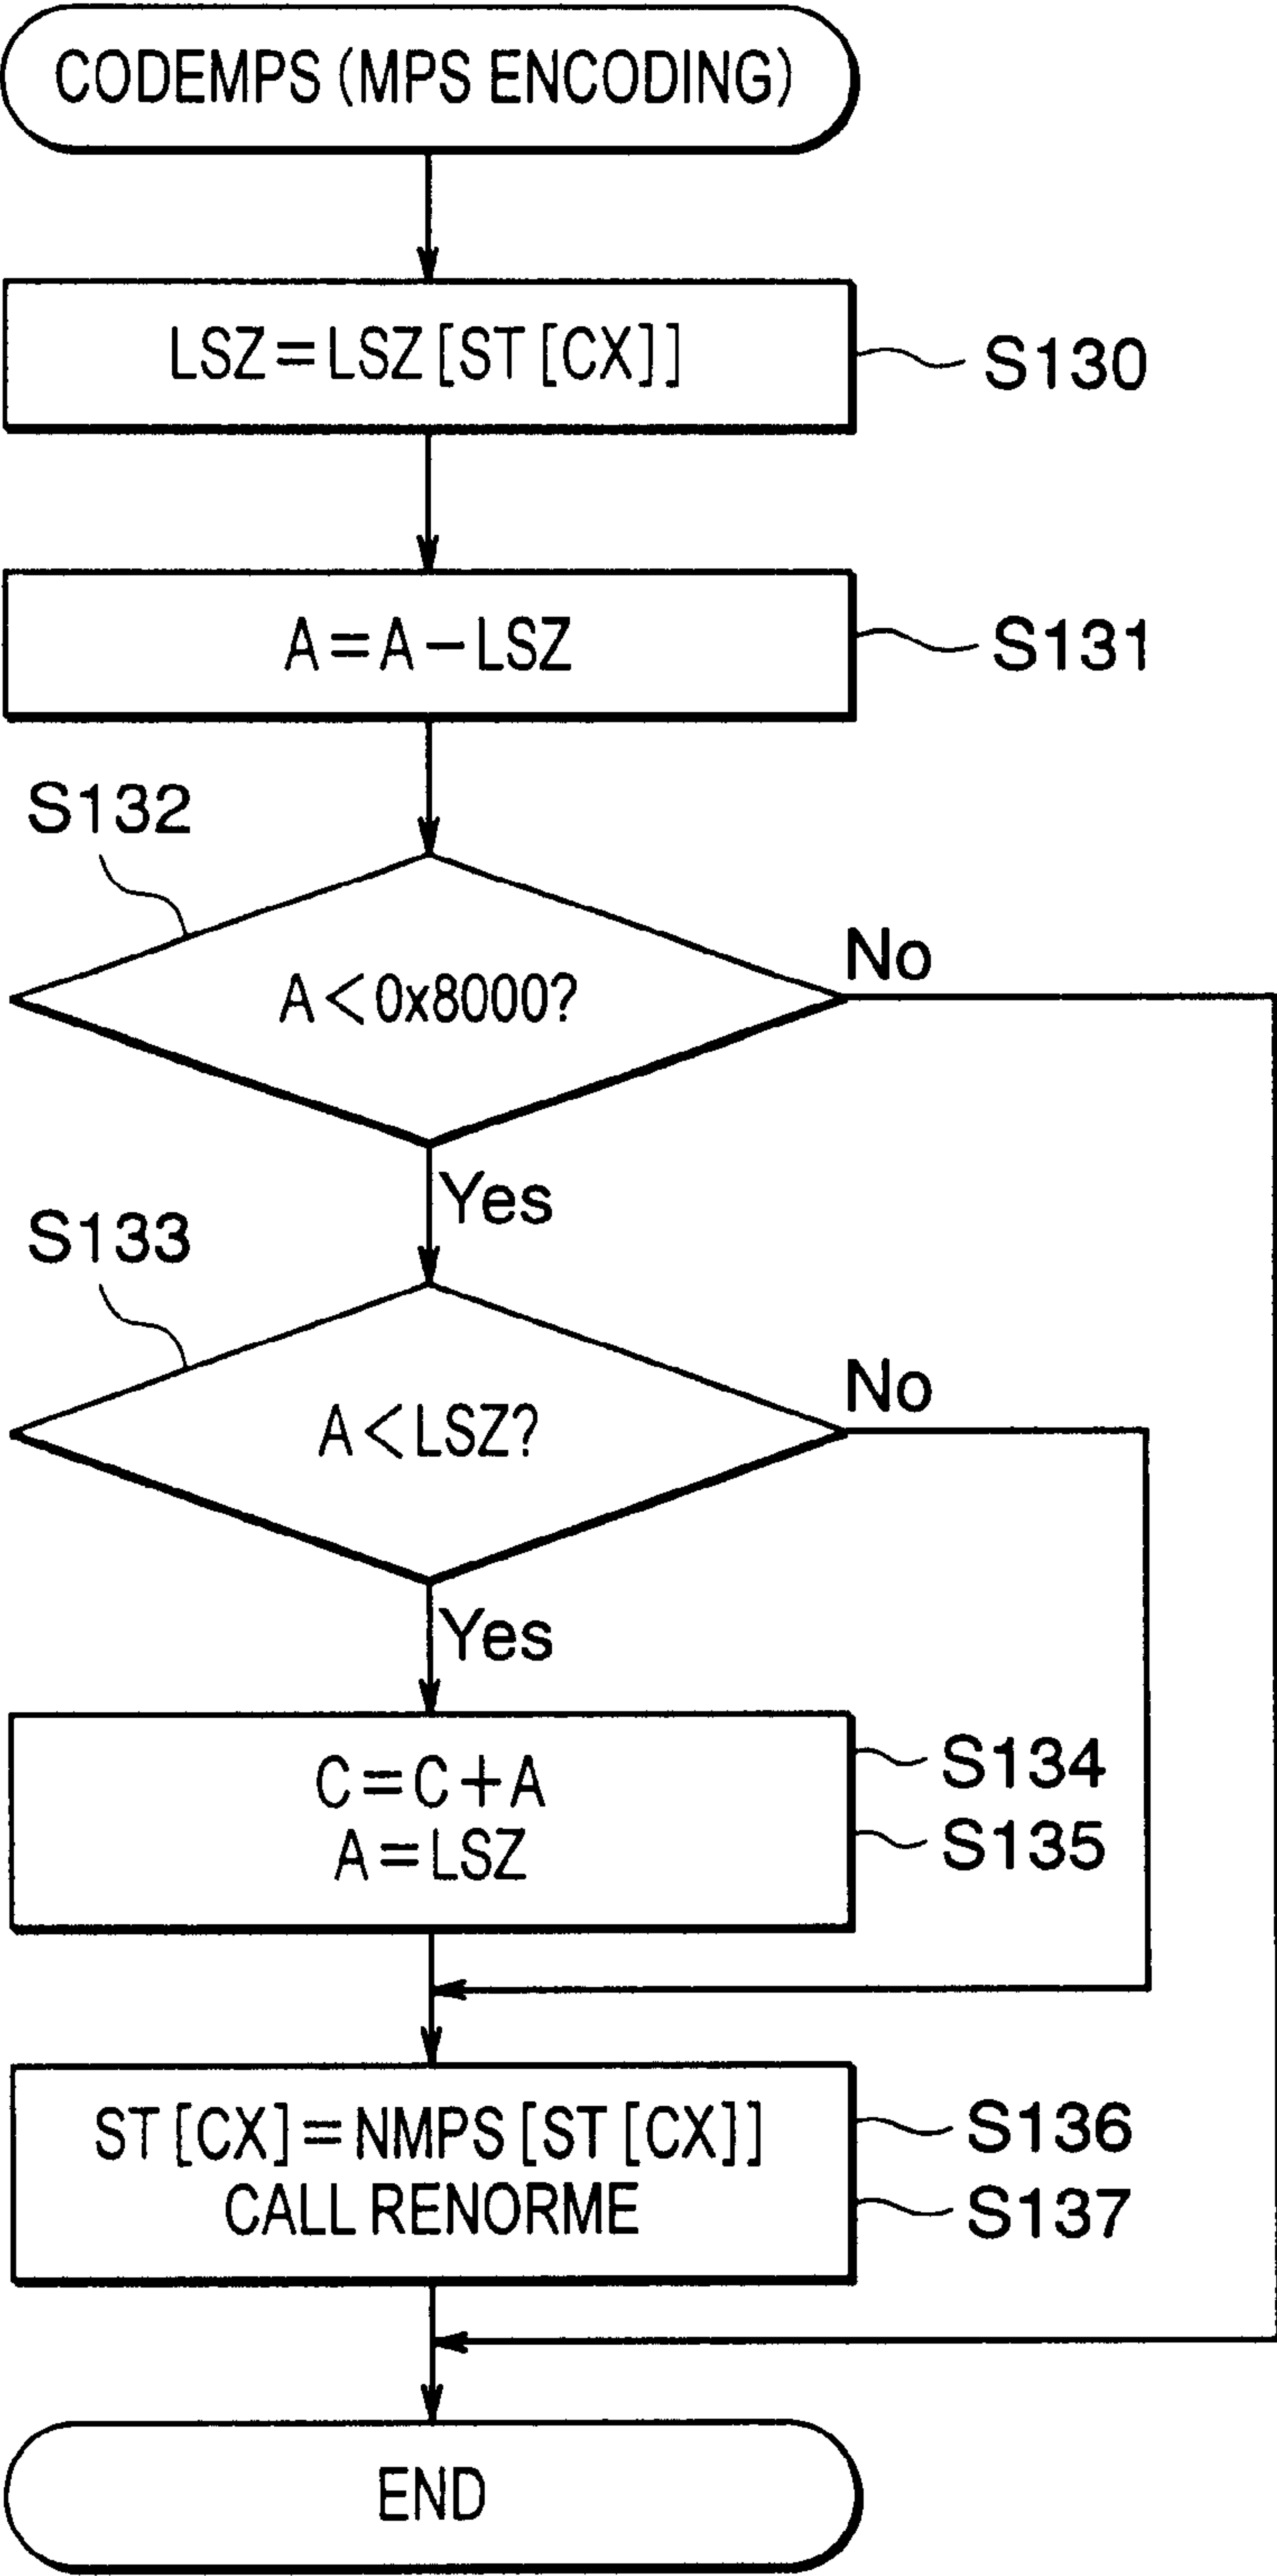 CODEMPS (MPS ENCODING)
LSZ=LSZ[ST[CX]]
S130
A=A-LSZ
S131
S132
A<0x8000?
No
Yes
S133
A<LSZ?
No
Yes
C=C+A
S134
A=LSZ
S135
ST[CX]=NMPS[ST[CX]]
S136
CALL RENORME
S137
END